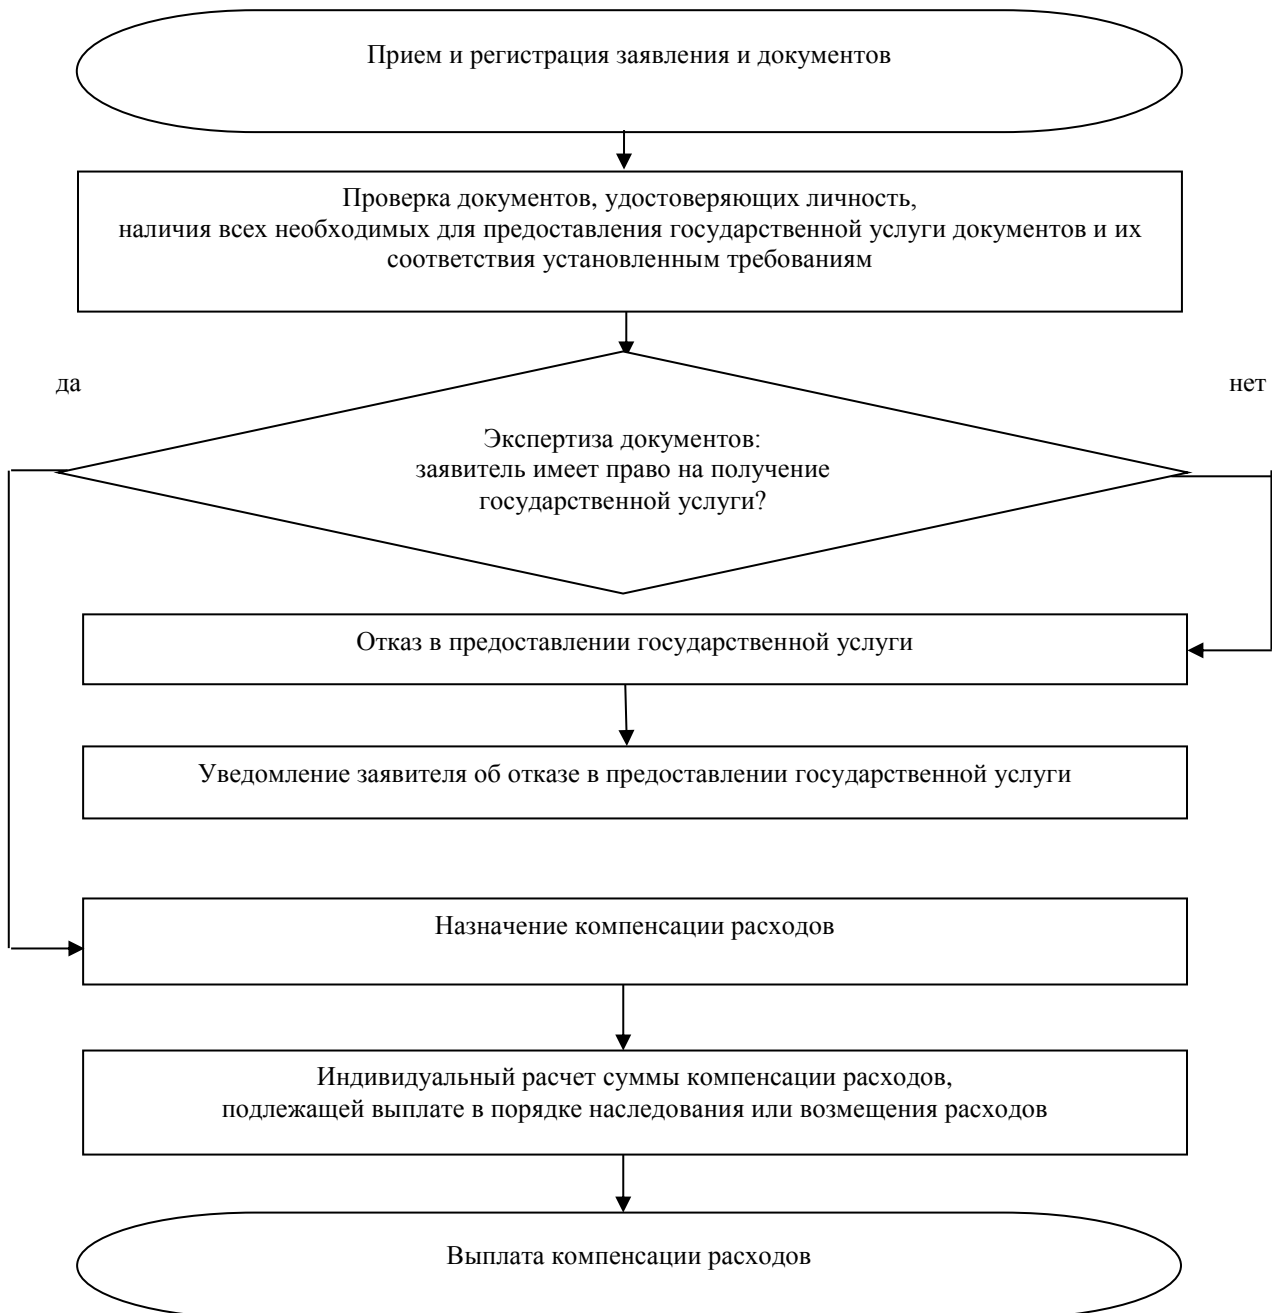 Прием и регистрация заявления и документов
Проверка документов, удостоверяющих личность,
наличия всех необходимых для предоставления государственной услуги документов и их
соответствия установленным требованиям
да
нет
Экспертиза документов:
заявитель имеет право на получение
государственной услуги?
Отказ в предоставлении государственной услуги
Уведомление заявителя об отказе в предоставлении государственной услуги
Назначение компенсации расходов
Индивидуальный расчет суммы компенсации расходов,
подлежащей выплате в порядке наследования или возмещения расходов
Выплата компенсации расходов